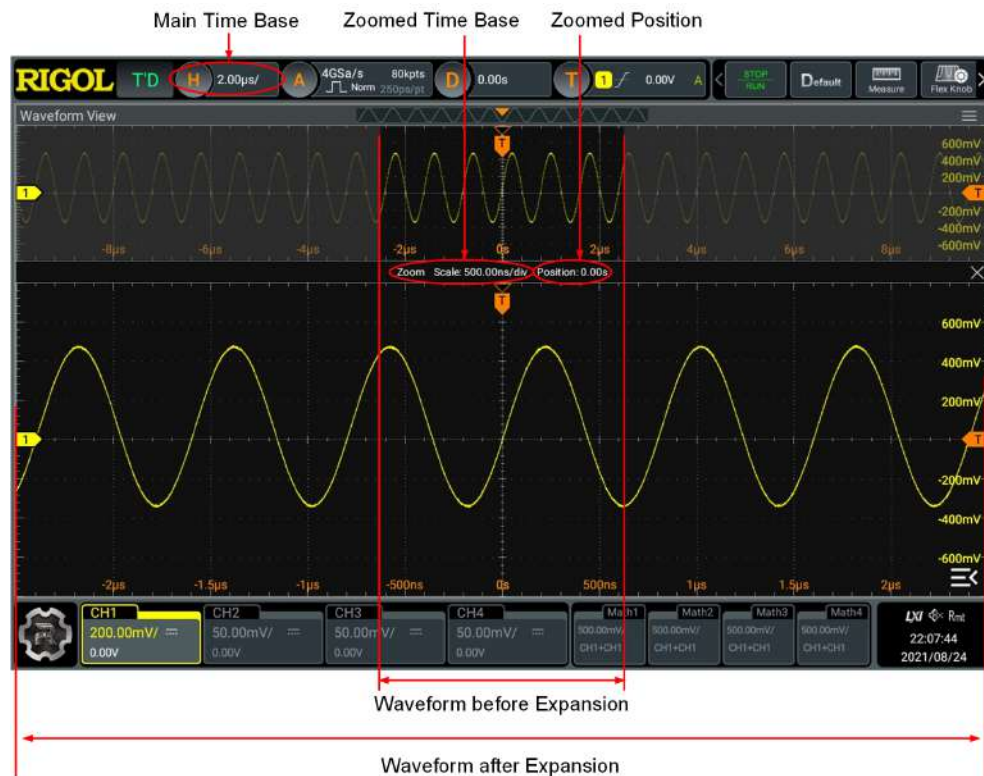 Main Time Base Zoomed Time Base Zoomed Position
RIGOL T'D H 2.00μs/ A 4GSa/s 80kpts Norm 250ps/pt D 0.00s T 1 0.00V A STOP RUN Default Measure Flex Knob
Waveform View
T
600mV
400mV
200mV
1 T
-200mV
-400mV
-600mV
-8μs -6μs -2μs 0s 2μs 6μs 8μs
Zoom Scale: 500.00ns/div Position: 0.00s
T
600mV
400mV
200mV
1 T
-200mV
-400mV
-600mV
-2μs -1.5μs -1μs -500ns 0s 500ns 1μs 1.5μs 2μs
CH1 CH2 CH3 CH4 Math1 Math2 Math3 Math4
200.00mV/ 50.00mV/ 50.00mV/ 50.00mV/ 500.00mV/ 500.00mV/ 500.00mV/ 500.00mV/
0.00V 0.00V 0.00V 0.00V CH1+CH1 CH1+CH1 CH1+CH1 CH1+CH1
LXI Rmt
22:07:44
2021/08/24
Waveform before Expansion
Waveform after Expansion